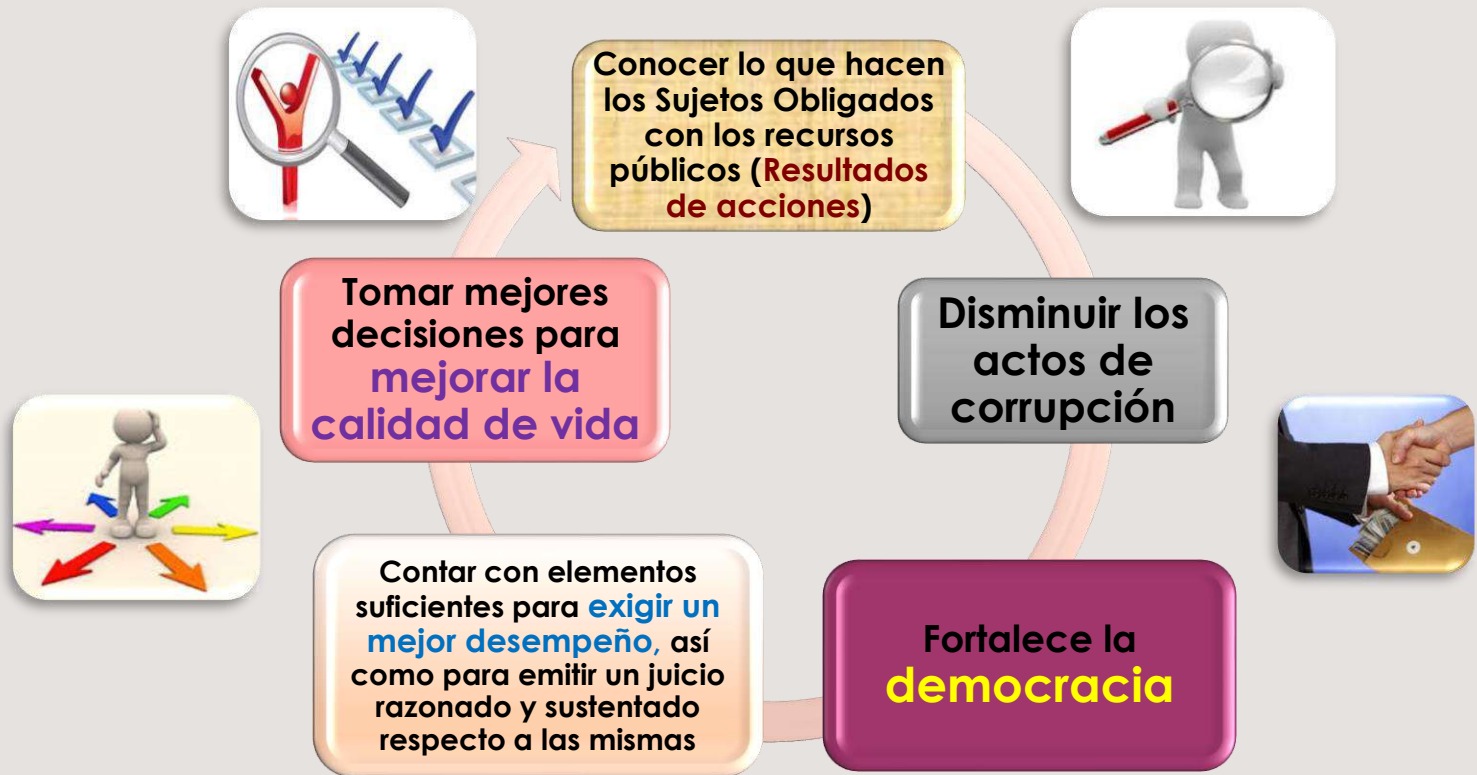 Conocer lo que hacen
los Sujetos Obligados
con los recursos
públicos (Resultados
de acciones)
Disminuir los
actos de
corrupción
Fortalece la
democracia
Contar con elementos
suficientes para exigir un
mejor desempeño, así
como para emitir un juicio
razonado y sustentado
respecto a las mismas
Tomar mejores
decisiones para
mejorar la
calidad de vida